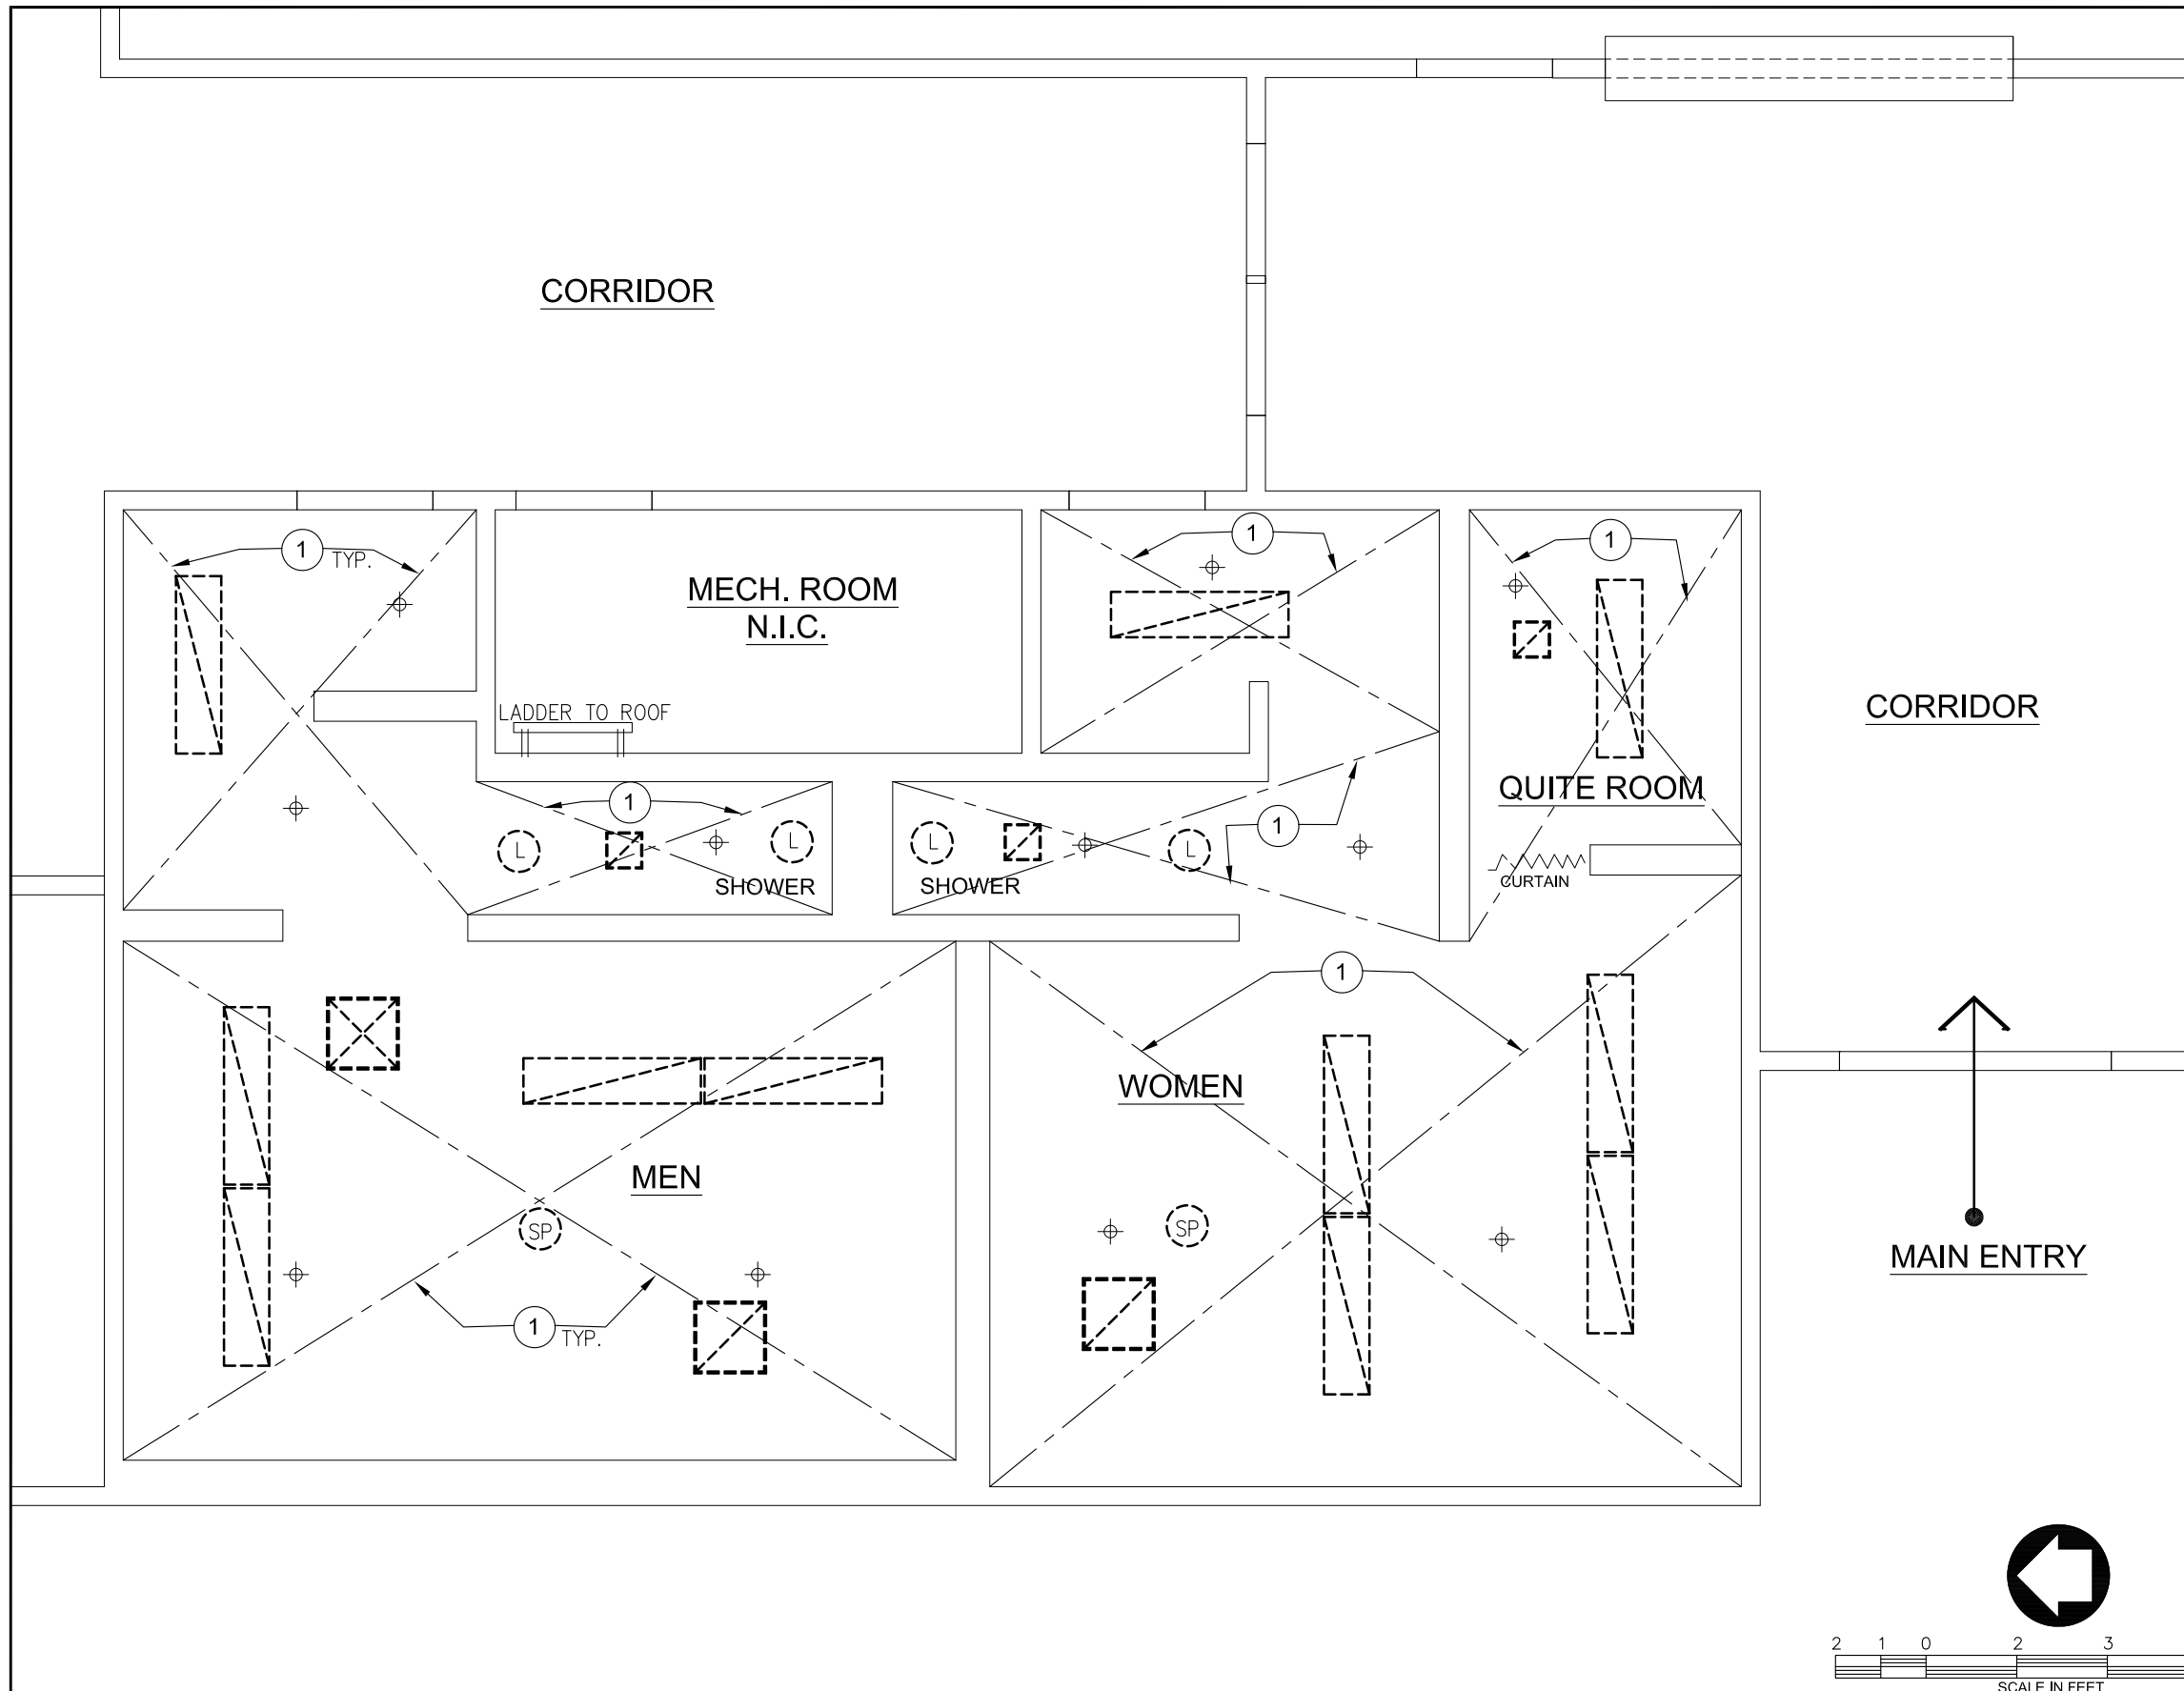 CORRIDOR
1
TYP.
1
1
MECH. ROOM
N.I.C.
LADDER TO ROOF
CORRIDOR
QUITE ROOM
1
1
L
L
L
L
SHOWER
SHOWER
CURTAIN
1
WOMEN
MEN
SP
SP
MAIN ENTRY
1
TYP.
2 1 0 2 3
SCALE IN FEET